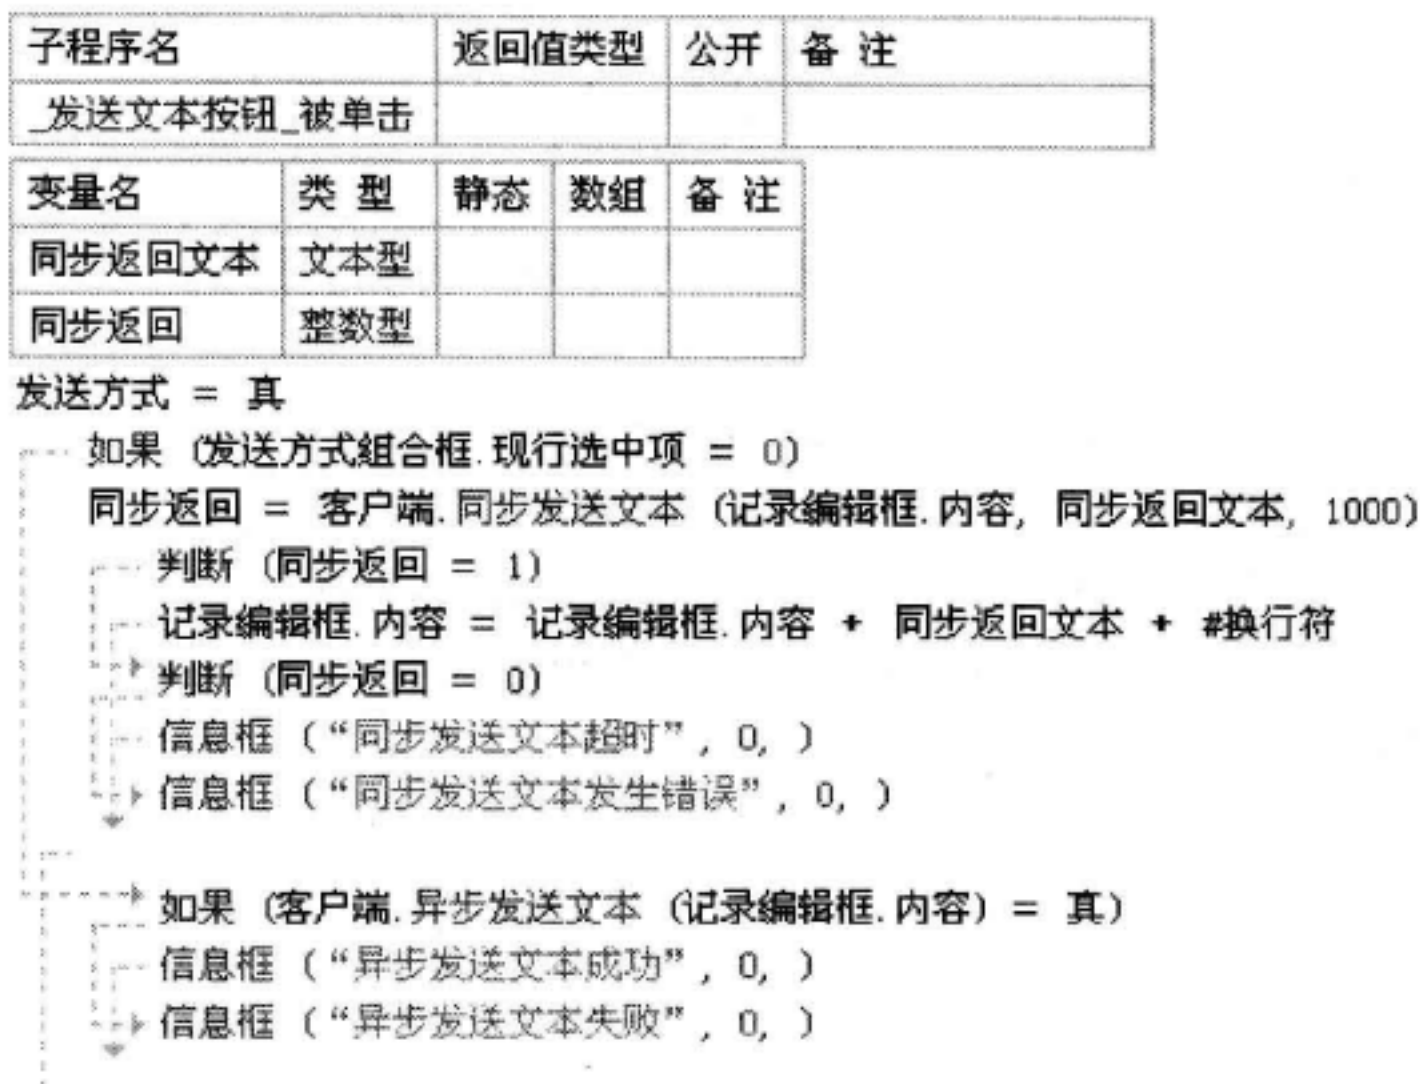 子程序名 返回值类型 公开 备 注
_发送文本按钮_被单击
变量名 类 型 静态 数组 备 注
同步返回文本 文本型
同步返回 整数型
发送方式 = 真
如果 (发送方式组合框.现行选中项 = 0)
同步返回 = 客户端.同步发送文本 (记录编辑框.内容, 同步返回文本, 1000)
判断 (同步返回 = 1)
记录编辑框.内容 = 记录编辑框.内容 + 同步返回文本 + #换行符
判断 (同步返回 = 0)
信息框 (“同步发送文本超时”, 0, )
信息框 (“同步发送文本发生错误”, 0, )
如果 (客户端.异步发送文本 (记录编辑框.内容) = 真)
信息框 (“异步发送文本成功”, 0, )
信息框 (“异步发送文本失败”, 0, )